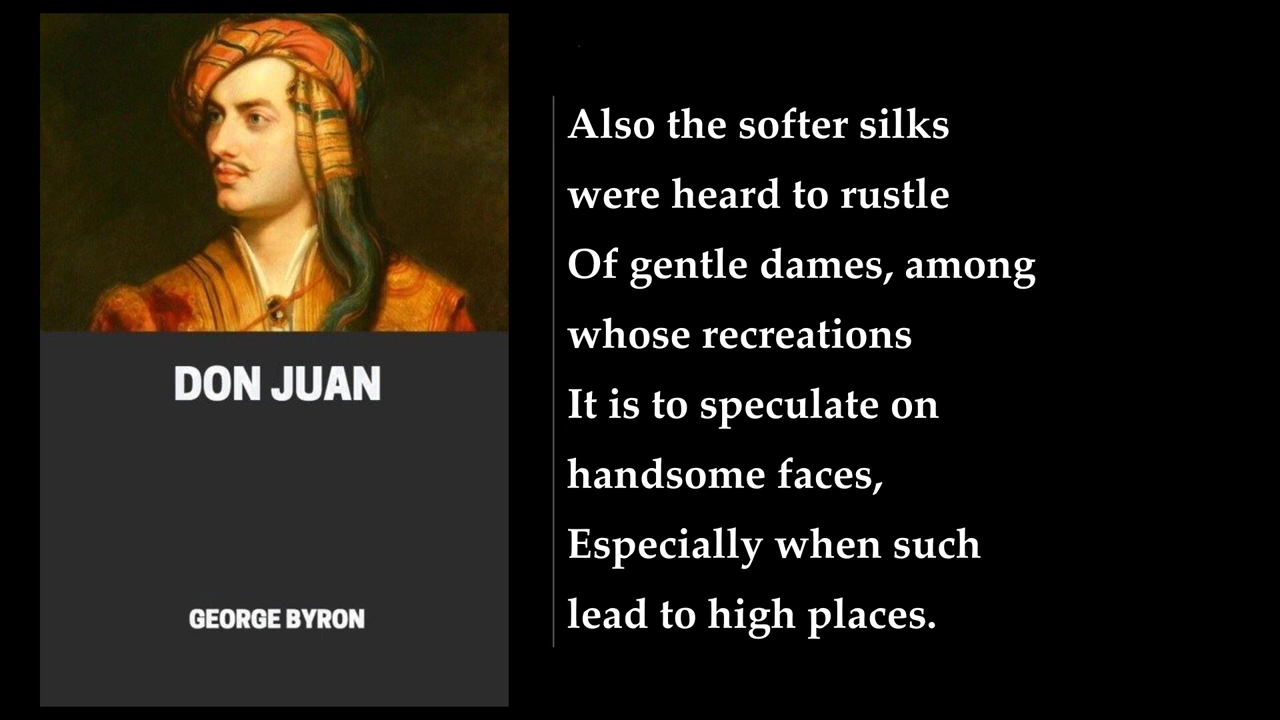 DON JUAN
GEORGE BYRON
Also the softer silks
were heard to rustle
Of gentle dames, among
whose recreations
It is to speculate on
handsome faces,
Especially when such
lead to high places.